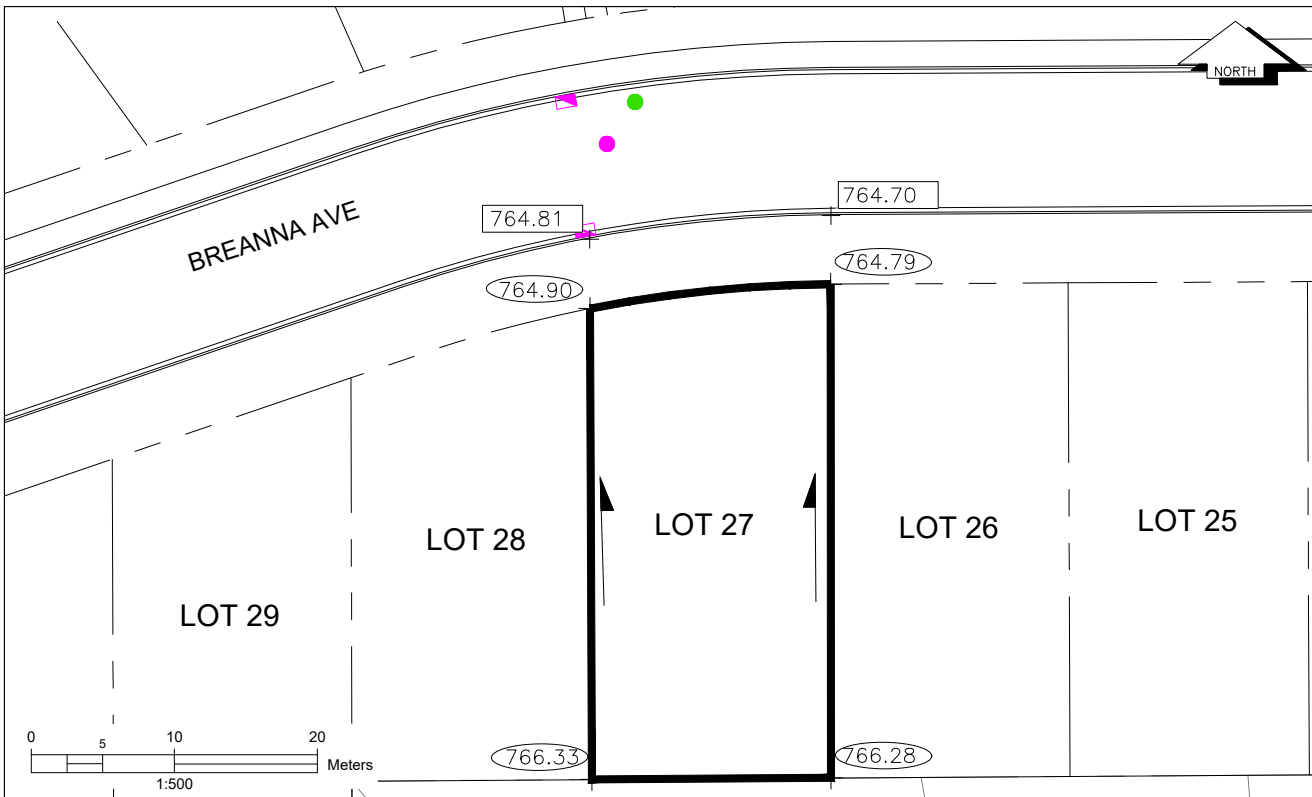 NORTH
764.70
764.81
BREANNA AVE
764.79
764.90
LOT 25
LOT 27
LOT 26
LOT 28
LOT 29
0 5 10 20
Meters
1:500
766.33
766.28